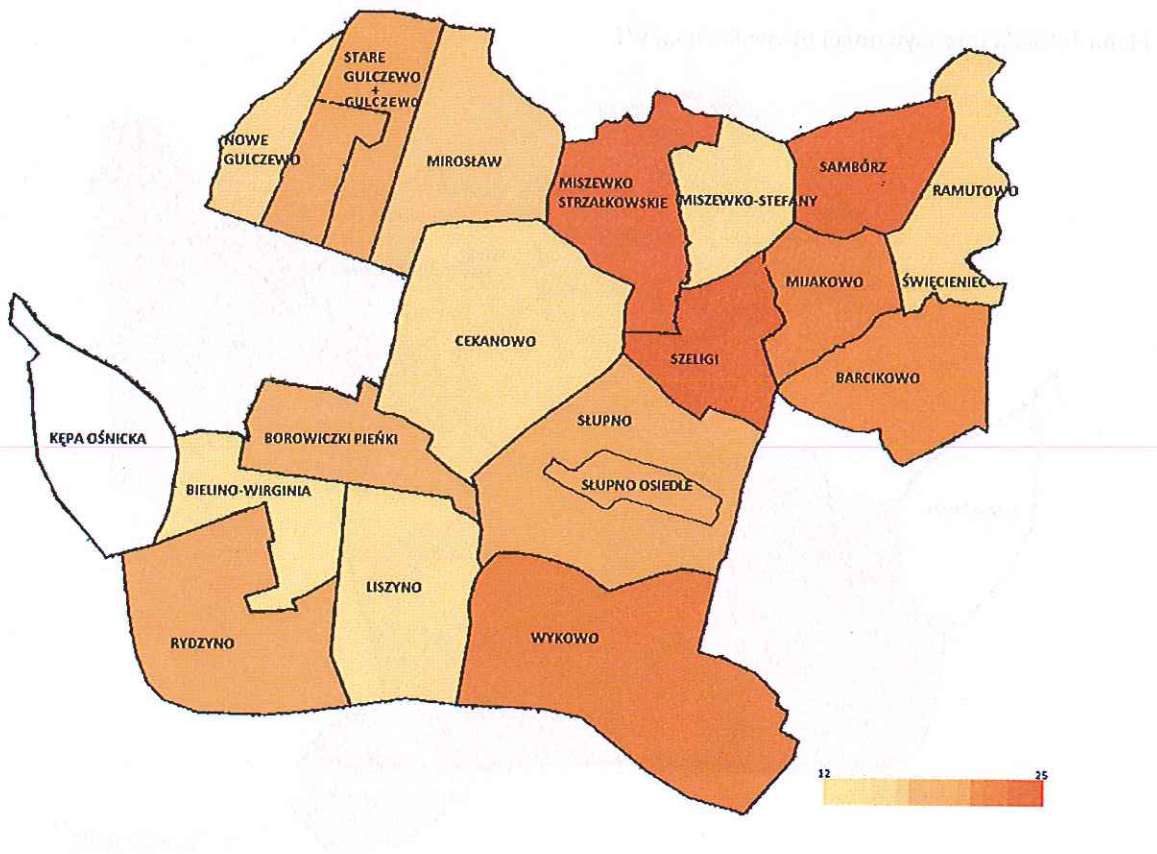 STARE
GULCZEWO
+
GULCZEWO
NOWE
GULCZEWO
MIROSŁAW
MISZEWKO
STRZAŁKOWSKIE
MISZEWKO-STEFANY
SAMBÓRZ
RAMUTOWO
MIJAKOWO
ŚWIĘCIENIEC
CEKANOWO
SZELIGI
BARCIKOWO
KĘPA OŚNICKA
BOROWICZKI PIEŃKI
SŁUPNO
SŁUPNO OSIEDLE
BIELINO-WIRGINIA
LISZYNO
RYDZYNO
WYKOWO
12
25